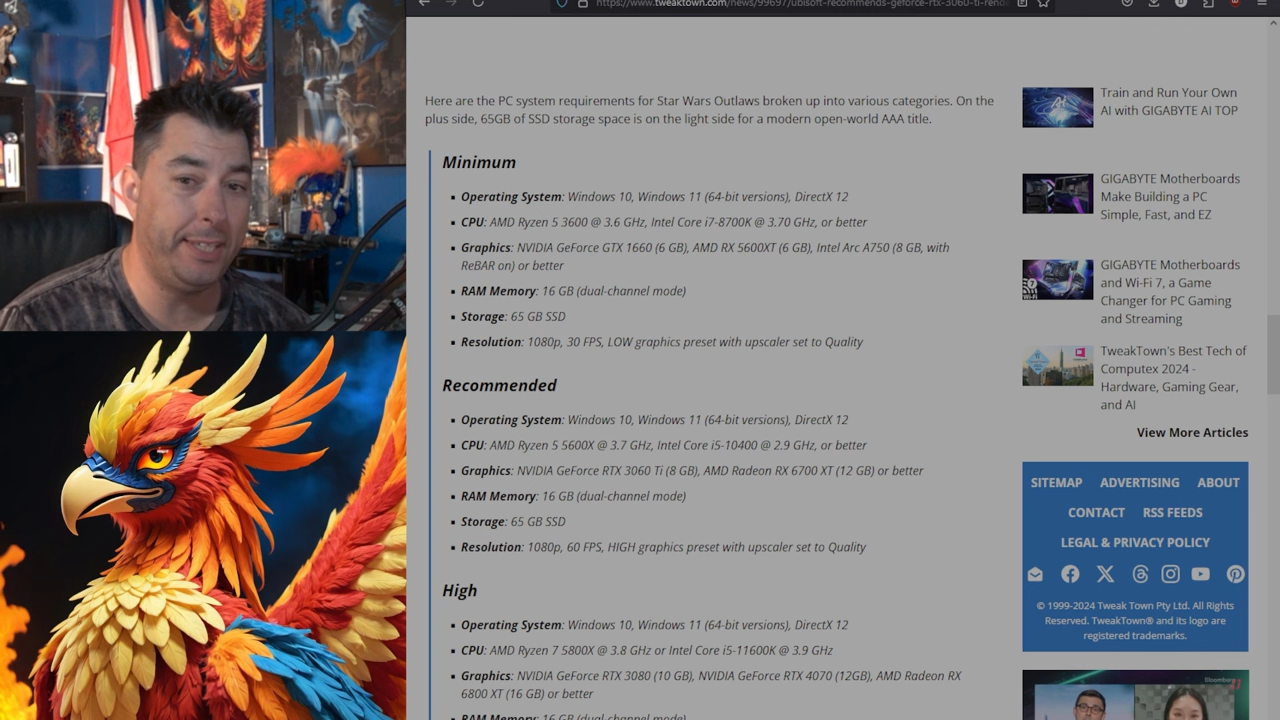 https://www.tweaktown.com/news/99697/ubisoft-recommends-geforce-rtx-3060-ti-rend
Here are the PC system requirements for Star Wars Outlaws broken up into various categories. On the
plus side, 65GB of SSD storage space is on the light side for a modern open-world AAA title.
Minimum
▪ Operating System: Windows 10, Windows 11 (64-bit versions), DirectX 12
▪ CPU: AMD Ryzen 5 3600 @ 3.6 GHz, Intel Core i7-8700K @ 3.70 GHz, or better
▪ Graphics: NVIDIA GeForce GTX 1660 (6 GB), AMD RX 5600XT (6 GB), Intel Arc A750 (8 GB, with
ReBAR on) or better
▪ RAM Memory: 16 GB (dual-channel mode)
▪ Storage: 65 GB SSD
▪ Resolution: 1080p, 30 FPS, LOW graphics preset with upscaler set to Quality
Recommended
▪ Operating System: Windows 10, Windows 11 (64-bit versions), DirectX 12
▪ CPU: AMD Ryzen 5 5600X @ 3.7 GHz, Intel Core i5-10400 @ 2.9 GHz, or better
▪ Graphics: NVIDIA GeForce RTX 3060 Ti (8 GB), AMD Radeon RX 6700 XT (12 GB) or better
▪ RAM Memory: 16 GB (dual-channel mode)
▪ Storage: 65 GB SSD
▪ Resolution: 1080p, 60 FPS, HIGH graphics preset with upscaler set to Quality
High
▪ Operating System: Windows 10, Windows 11 (64-bit versions), DirectX 12
▪ CPU: AMD Ryzen 7 5800X @ 3.8 GHz or Intel Core i5-11600K @ 3.9 GHz
▪ Graphics: NVIDIA GeForce RTX 3080 (10 GB), NVIDIA GeForce RTX 4070 (12GB), AMD Radeon RX
6800 XT (16 GB) or better
▪ RAM Memory: 16 GB (dual-channel mode)
Train and Run Your Own
AI with GIGABYTE AI TOP
GIGABYTE Motherboards
Make Building a PC
Simple, Fast, and EZ
GIGABYTE Motherboards
and Wi-Fi 7, a Game
Changer for PC Gaming
and Streaming
TweakTown's Best Tech of
Computex 2024 -
Hardware, Gaming Gear,
and AI
View More Articles
SITEMAP ADVERTISING ABOUT
CONTACT RSS FEEDS
LEGAL & PRIVACY POLICY
© 1999-2024 Tweak Town Pty Ltd. All Rights
Reserved. TweakTown® and its logo are
registered trademarks.
Bloomberg